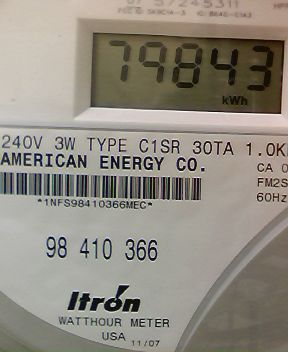 57245311
79843
kWh
240V 3W TYPE C1SR 30TA 1.0K
AMERICAN ENERGY CO.
CA 0
FM2S
60Hz
*1NFS98410366MEC*
98 410 366
Itron
WATTHOUR METER
USA 11/07